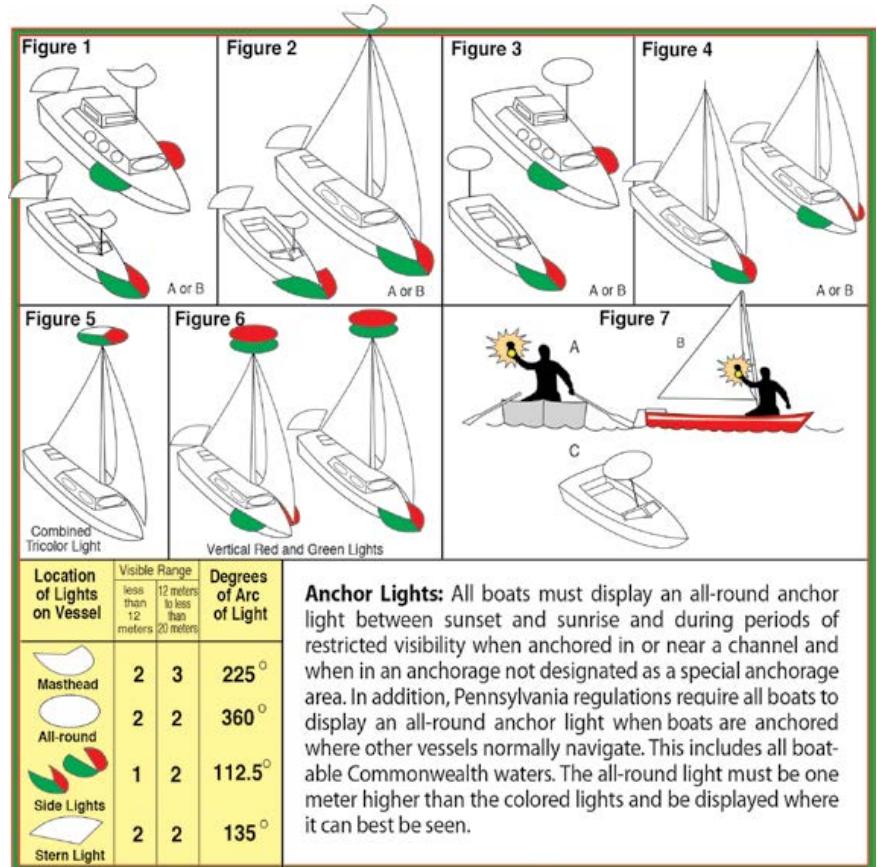 Figure 1
Figure 2
Figure 3
Figure 4
A or B
A or B
A or B
A or B
Figure 5
Figure 6
Figure 7
A
B
C
Combined
Tricolor Light
Vertical Red and Green Lights
Location
of Lights
on Vessel
Visible Range
less
than
12
meters
12 meters
to less
than
20 meters
Degrees
of Arc
of Light
Masthead
2
3
225°
All-round
2
2
360°
Side Lights
1
2
112.5°
Stern Light
2
2
135°
Anchor Lights: All boats must display an all-round anchor
light between sunset and sunrise and during periods of
restricted visibility when anchored in or near a channel and
when in an anchorage not designated as a special anchorage
area. In addition, Pennsylvania regulations require all boats to
display an all-round anchor light when boats are anchored
where other vessels normally navigate. This includes all boat-
able Commonwealth waters. The all-round light must be one
meter higher than the colored lights and be displayed where
it can best be seen.